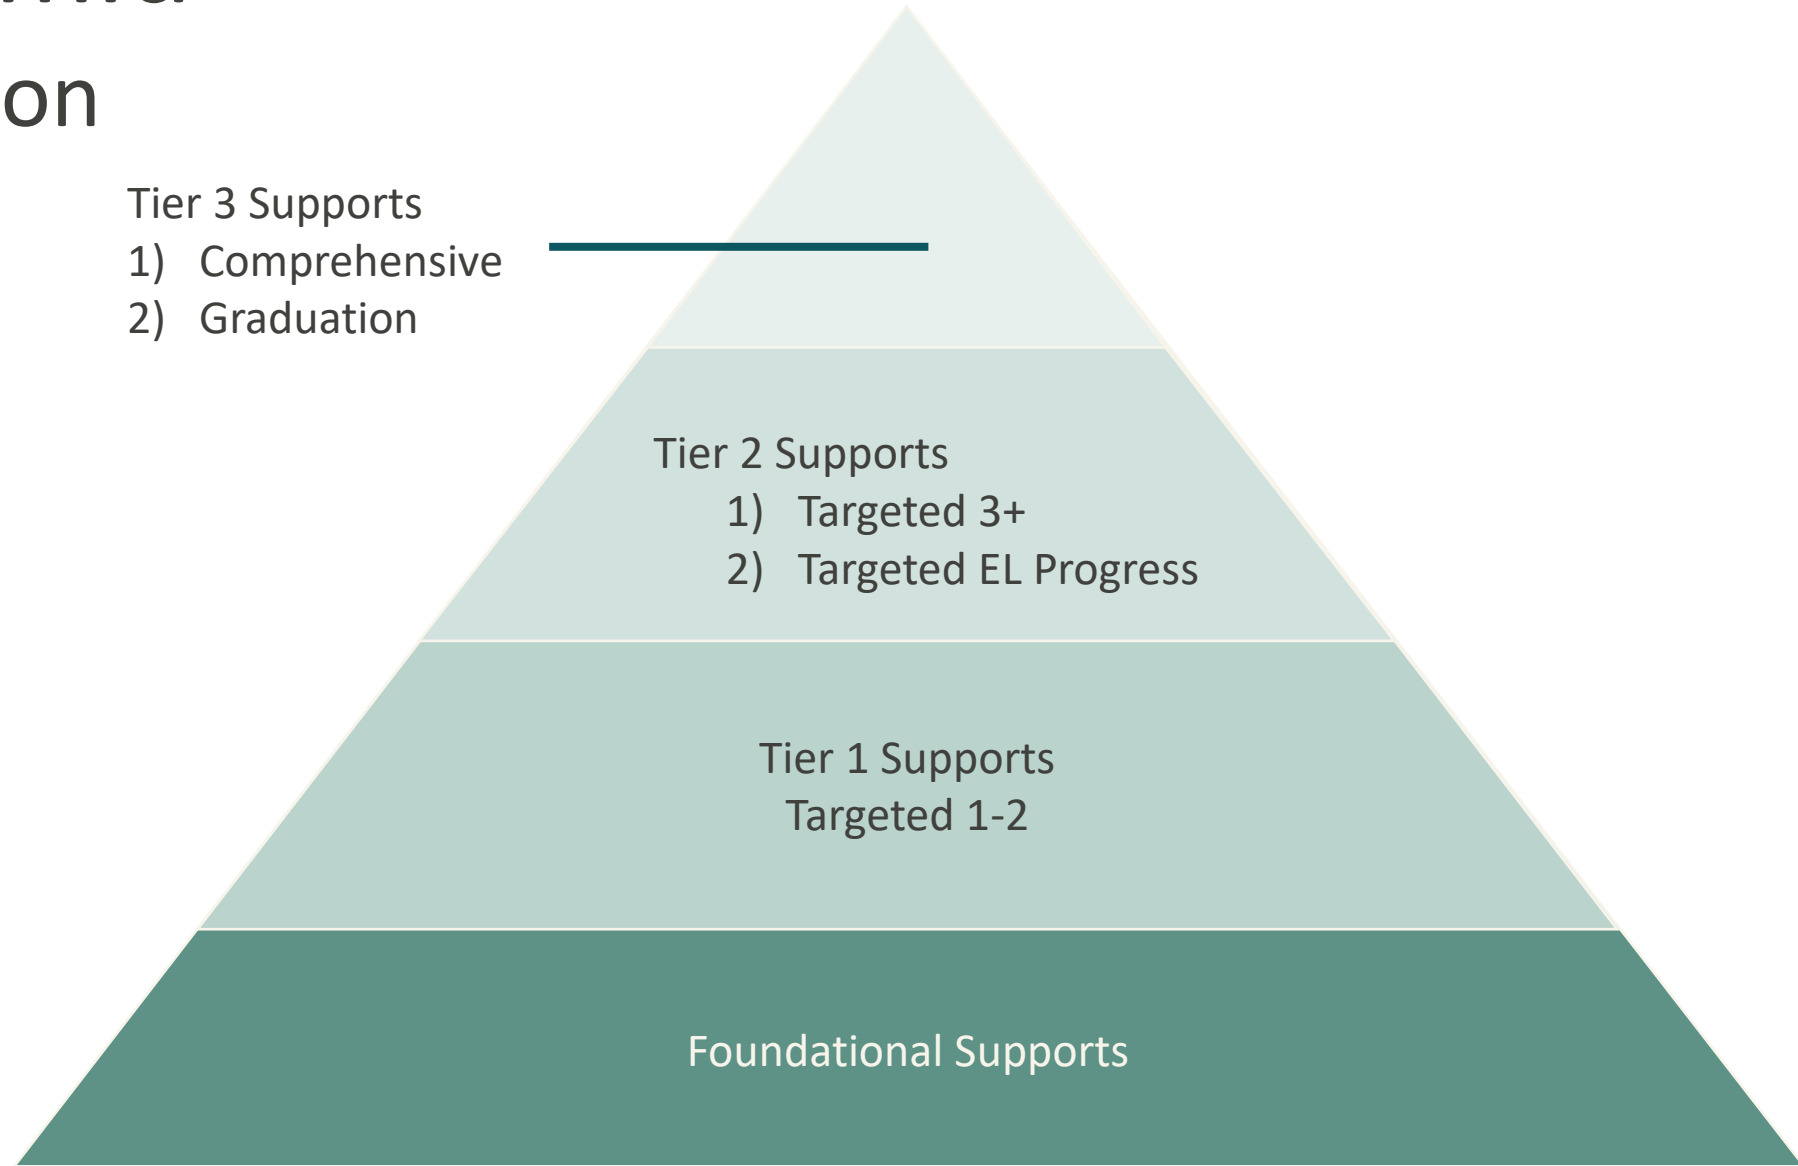 on
Tier 3 Supports
1) Comprehensive
2) Graduation
Tier 2 Supports
1) Targeted 3+
2) Targeted EL Progress
Tier 1 Supports
Targeted 1-2
Foundational Supports